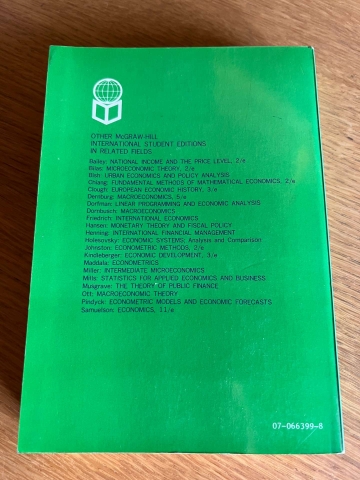 OTHER McGRAW-HILL
INTERNATIONAL STUDENT EDITIONS
IN RELATED FIELDS
Bailey: NATIONAL INCOME AND THE PRICE LEVEL, 2/e
Bilas: MICROECONOMIC THEORY, 2/e
Bish: URBAN ECONOMICS AND POLICY ANALYSIS
Chiang: FUNDAMENTAL METHODS OF MATHEMATICAL ECONOMICS, 2/e
Clough: EUROPEAN ECONOMIC HISTORY, 3/e
Dernburg: MACROECONOMICS, 5/e
Dorfman: LINEAR PROGRAMMING AND ECONOMIC ANALYSIS
Dornbusch: MACROECONOMICS
Friedrich: INTERNATIONAL ECONOMICS
Hansen: MONETARY THEORY AND FISCAL POLICY
Henning: INTERNATIONAL FINANCIAL MANAGEMENT
Holesovsky: ECONOMIC SYSTEMS: Analysis and Comparison
Johnston: ECONOMETRIC METHODS, 2/e
Kindleberger: ECONOMIC DEVELOPMENT, 3/e
Maddala: ECONOMETRICS
Miller: INTERMEDIATE MICROECONOMICS
Mills: STATISTICS FOR APPLIED ECONOMICS AND BUSINESS
Musgrave: THE THEORY OF PUBLIC FINANCE
Ott: MACROECONOMIC THEORY
Pindyck: ECONOMETRIC MODELS AND ECONOMIC FORECASTS
Samuelson: ECONOMICS, 11/e
07-066399-8